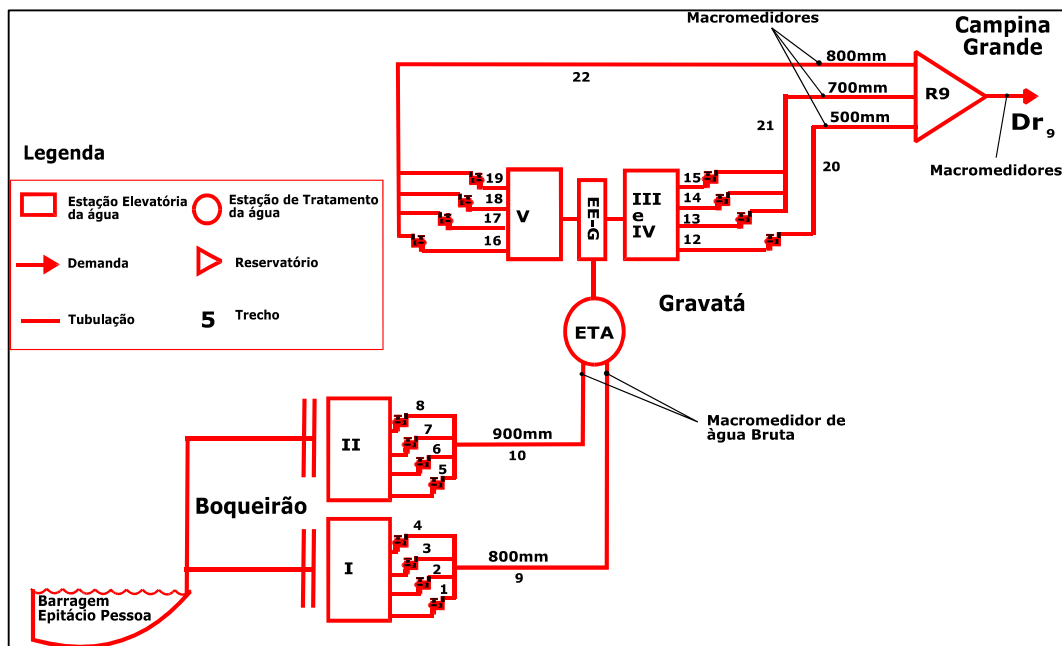 Macromedidores
Campina
Grande
800mm
22
700mm
R9
500mm
21
Dr 9
20
Macromedidores
Legenda
Estação Elevatória
da água
Estação de Tratamento
da água
Demanda
Reservatório
Tubulação
5
Trecho
19
18
17
16
V
EE-G
III
e
IV
15
14
13
12
Gravatá
ETA
Macromedidor de
àgua Bruta
8
7
6
5
II
900mm
10
Boqueirão
4
3
2
1
I
800mm
9
Barragem
Epitácio Pessoa